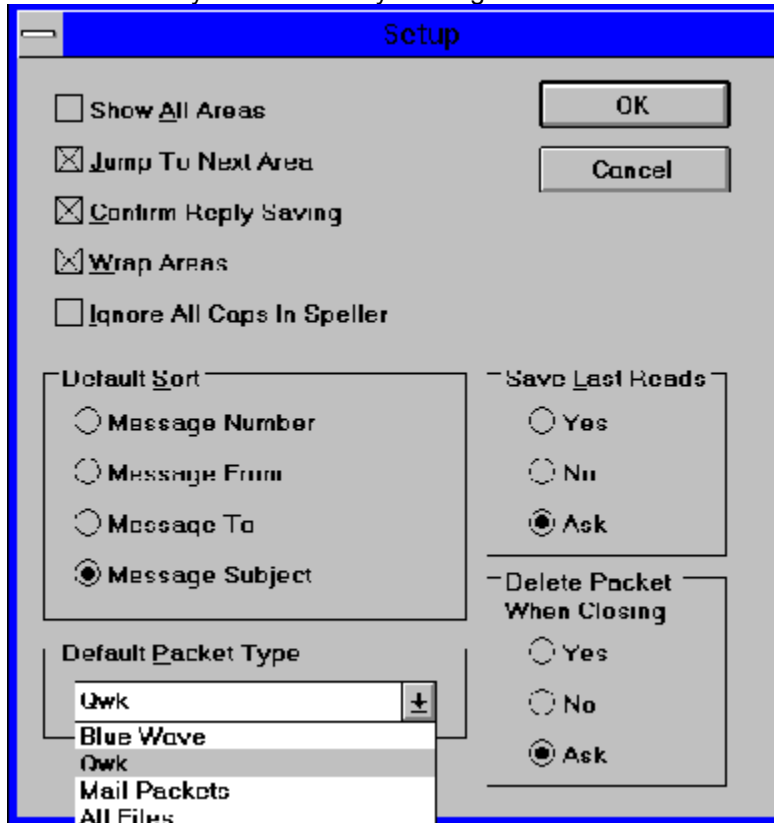 Setup
Show All Areas
OK
Jump To Next Area
Cancel
Confirm Reply Saving
Wrap Areas
Ignore All Caps In Speller
Default Sort
Message Number
Message From
Message To
Message Subject
Save Last Reads
Yes
No
Ask
Delete Packet
When Closing
Yes
No
Ask
Default Packet Type
Qwk
Blue Wave
Qwk
Mail Packets
All Files